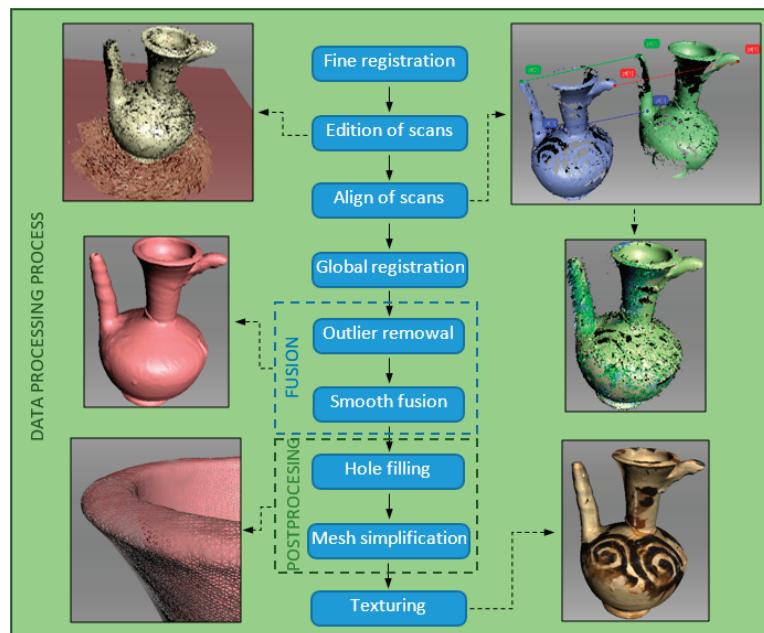 DATA PROCESSING PROCESS
Fine registration
Edition of scans
Align of scans
Global registration
FUSION
Outlier removal
Smooth fusion
POSTPROCESING
Hole filling
Mesh simplification
Texturing